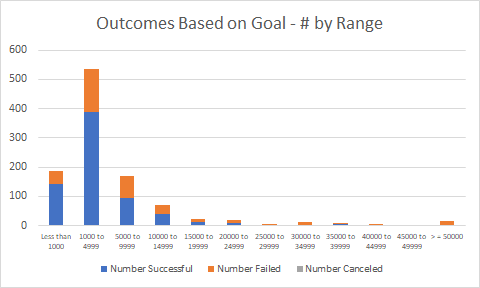 Outcomes Based on Goal - # by Range
600
500
400
300
200
100
0
Less than 1000 to 5000 to 10000 to 15000 to 20000 to 25000 to 30000 to 35000 to 40000 to 45000 to > = 50000
1000 4999 9999 14999 19999 24999 29999 34999 39999 44999 49999
Number Successful Number Failed Number Canceled